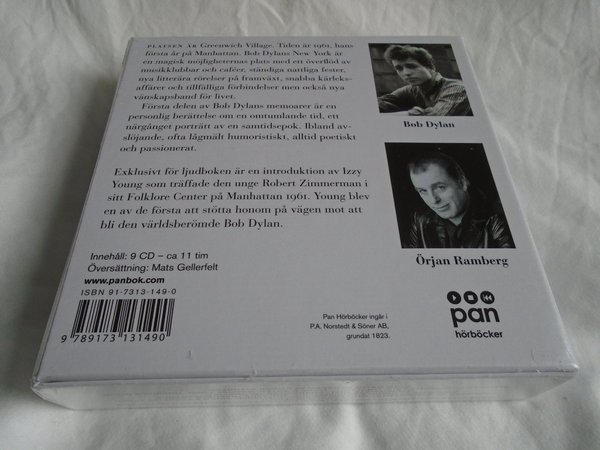 PLATSEN ÄR Greenwich Village. Tiden är 1961, hans
första år på Manhattan. Bob Dylans New York är
en magisk möjligheternas plats med ett överflöd av
musikklubbar och caféer, ständiga nattliga fester,
nya litterära rörelser på framväxt, snabba kärleks-
affärer och tillfälliga förbindelser men också nya
vänskapsband för livet.
Första delen av Bob Dylans memoarer är en
personlig berättelse om en omtumlande tid, ett
närgånget porträtt av en samtidsepok. Ibland av-
slöjande, ofta lågmält humoristiskt, alltid poetiskt
och passionerat.
Exklusivt för ljudboken är en introduktion av Izzy
Young som träffade den unge Robert Zimmerman i
sitt Folklore Center på Manhattan 1961. Young blev
en av de första att stötta honom på vägen mot att
bli den världsberömde Bob Dylan.
Bob Dylan
Örjan Ramberg
Innehåll: 9 CD – ca 11 tim
Översättning: Mats Gellerfelt
www.panbok.com
ISBN 91-7313-149-0
9 789173 131490
Pan Hörböcker ingår i
P.A. Norstedt & Söner AB,
grundat 1823.
pan
hörböcker